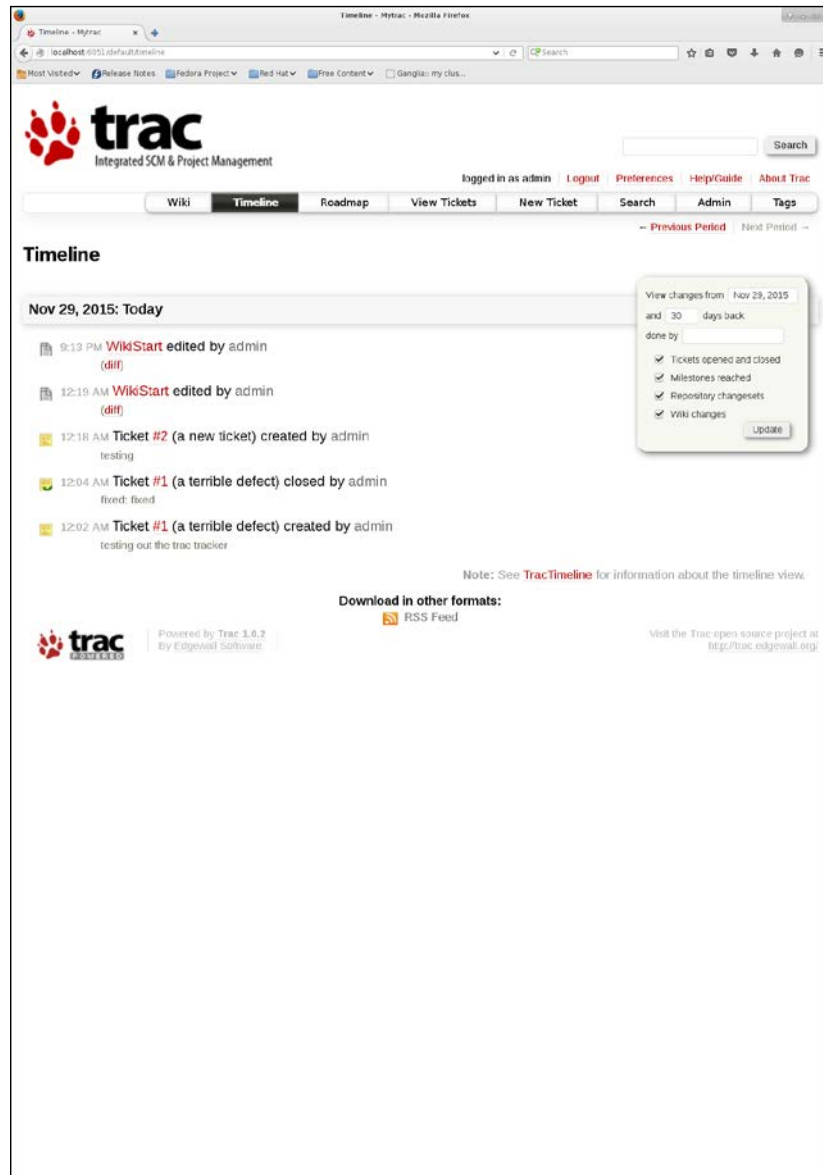 Timeline - Mytrac - Mozilla Firefox
Timeline - Mytrac × +
localhost:6051/default/timeline Search
Most Visited Release Notes Fedora Project Red Hat Free Content Ganglia:: my clus...
trac
Integrated SCM & Project Management
Search
logged in as admin Logout Preferences Help/Guide About Trac
Wiki Timeline Roadmap View Tickets New Ticket Search Admin Tags
← Previous Period Next Period →
Timeline
View changes from Nov 29, 2015
and 30 days back
done by
Tickets opened and closed
Milestones reached
Repository changesets
Wiki changes
Update
Nov 29, 2015: Today
9:13 PM WikiStart edited by admin
(diff)
12:19 AM WikiStart edited by admin
(diff)
12:18 AM Ticket #2 (a new ticket) created by admin
testing
12:04 AM Ticket #1 (a terrible defect) closed by admin
fixed: fixed
12:02 AM Ticket #1 (a terrible defect) created by admin
testing out the trac tracker
Note: See TracTimeline for information about the timeline view.
Download in other formats:
RSS Feed
trac
POWERED
Powered by Trac 1.0.2
By Edgewall Software.
Visit the Trac open source project at
http://trac.edgewall.org/